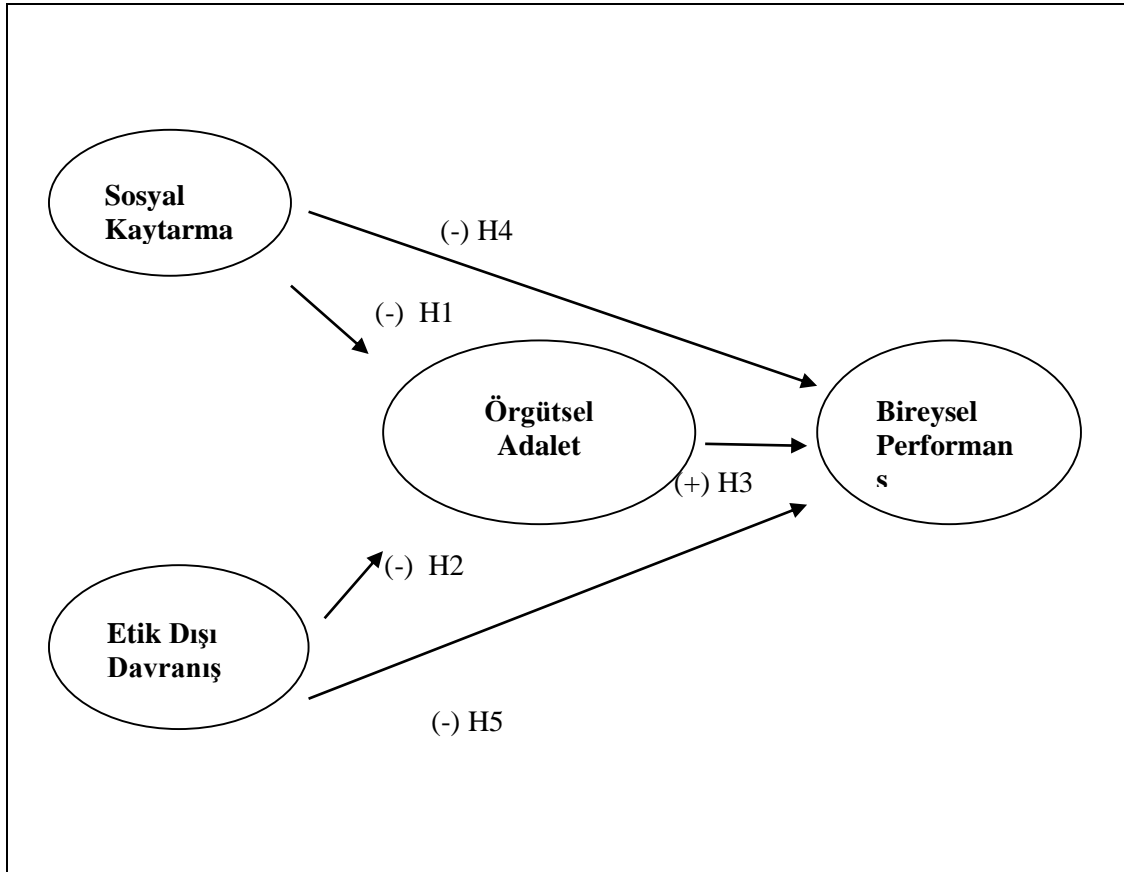 Sosyal
Kaytarma
(-) H4
(-) H1
Örgütsel
Adalet
Bireysel
Performan
s
(+) H3
(-) H2
Etik Dışı
Davranış
(-) H5